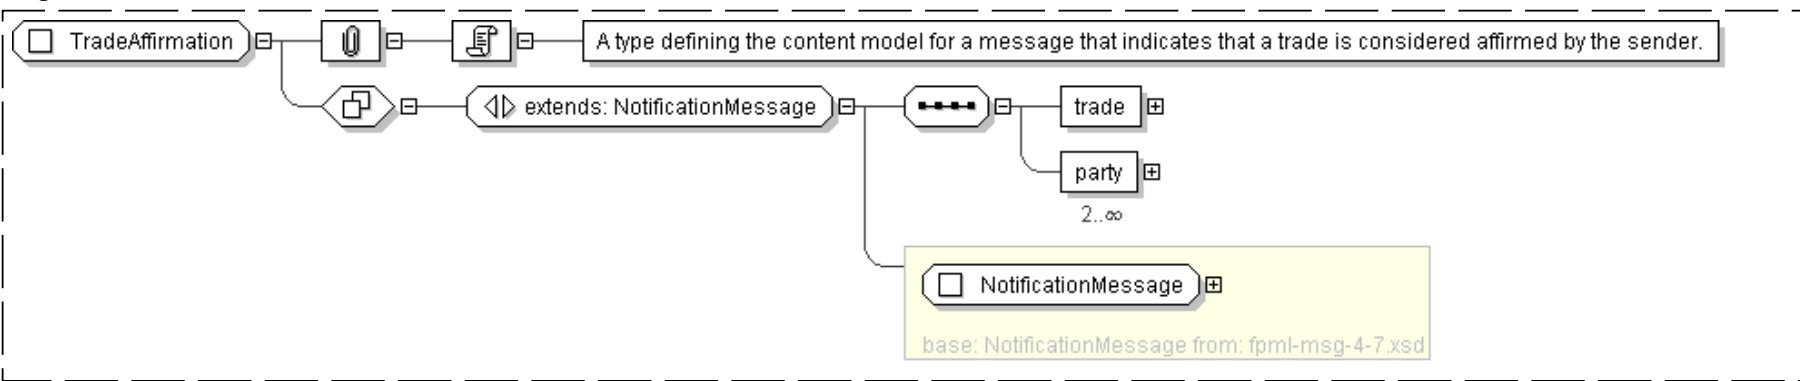 TradeAffirmation
A type defining the content model for a message that indicates that a trade is considered affirmed by the sender.
extends: NotificationMessage
trade
party
2..∞
NotificationMessage
base: NotificationMessage from: fpml-msg-4-7.xsd